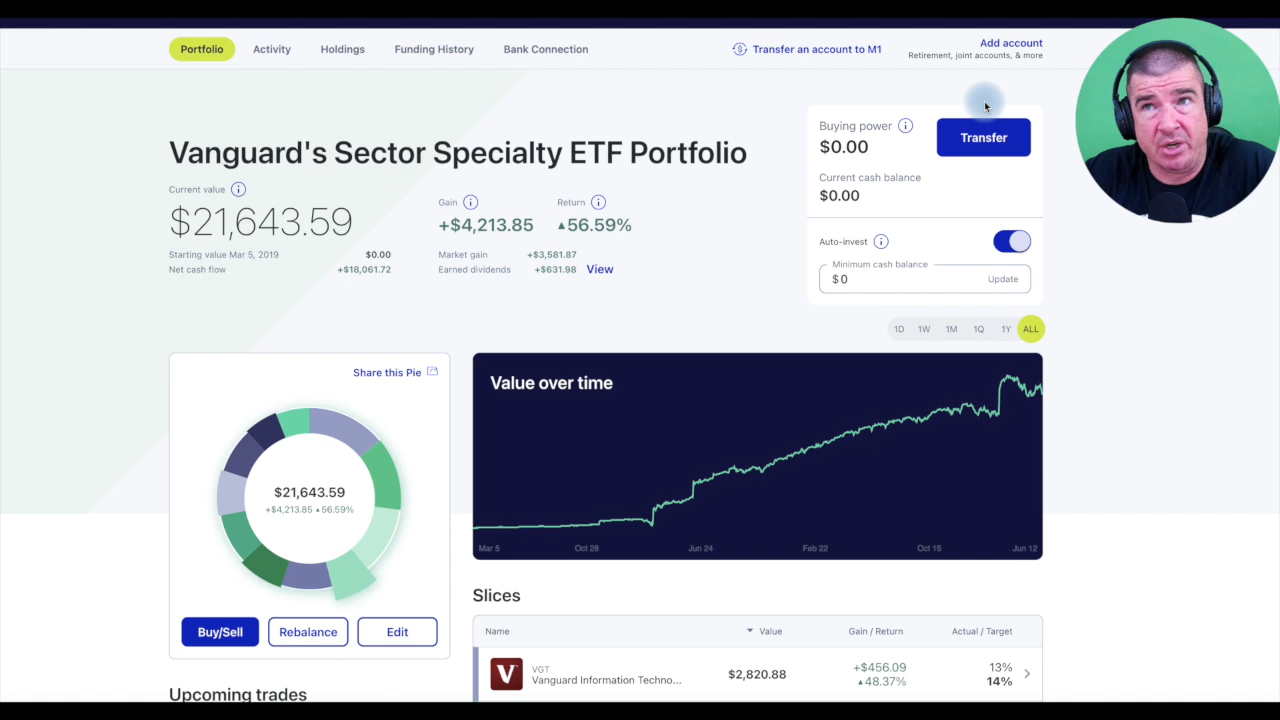 Portfolio
Activity
Holdings
Funding History
Bank Connection
Transfer an account to M1
Add account
Retirement, joint accounts, & more
Vanguard's Sector Specialty ETF Portfolio
Current value
$21,643.59
Starting value Mar 5, 2019 $0.00
Net cash flow +$18,061.72
Gain
+$4,213.85
Return
▲56.59%
Market gain +$3,581.87
Earned dividends +$631.98 View
Buying power
$0.00
Transfer
Current cash balance
$0.00
Auto-invest
Minimum cash balance
$0
Update
1D 1W 1M 1Q 1Y ALL
Share this Pie
$21,643.59
+$4,213.85 ▲56.59%
Buy/Sell
Rebalance
Edit
Value over time
Mar 5 Oct 28 Jun 24 Feb 22 Oct 15 Jun 12
Slices
Name Value Gain / Return Actual / Target
V
VGT
Vanguard Information Techno...
$2,820.88
+$456.09
▲48.37%
13%
14%
Upcoming trades